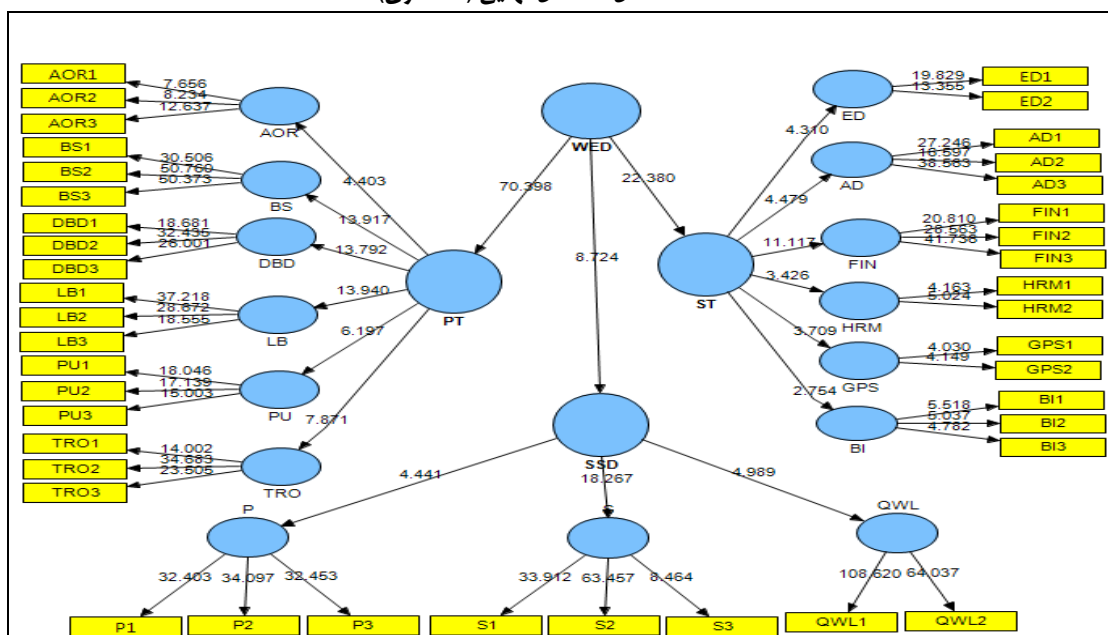 AOR1
AOR2
AOR3
BS1
BS2
BS3
DBD1
DBD2
DBD3
LB1
LB2
LB3
PU1
PU2
PU3
TRO1
TRO2
TRO3
7.656
8.234
12.637
30.506
50.760
50.373
18.681
32.435
26.001
37.218
28.672
18.555
18.046
17.139
15.003
14.002
34.683
23.505
AOR
BS
DBD
LB
PU
TRO
4.403
13.917
13.792
13.940
6.197
7.871
PT
70.398
WED
22.380
8.724
ST
4.310
4.479
11.117
3.426
3.709
2.754
ED
AD
FIN
HRM
GPS
BI
19.829
13.355
27.246
16.597
38.563
20.810
26.563
41.736
4.163
5.024
4.030
4.149
5.518
5.037
4.782
ED1
ED2
AD1
AD2
AD3
FIN1
FIN2
FIN3
HRM1
HRM2
GPS1
GPS2
BI1
BI2
BI3
SSD
4.441
18.267
4.989
P
S
QWL
32.403
34.097
32.453
33.912
63.457
8.464
108.620
64.037
P1
P2
P3
S1
S2
S3
QWL1
QWL2